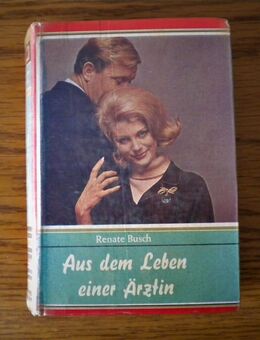 Renate Busch
Aus dem Leben
einer Ärztin